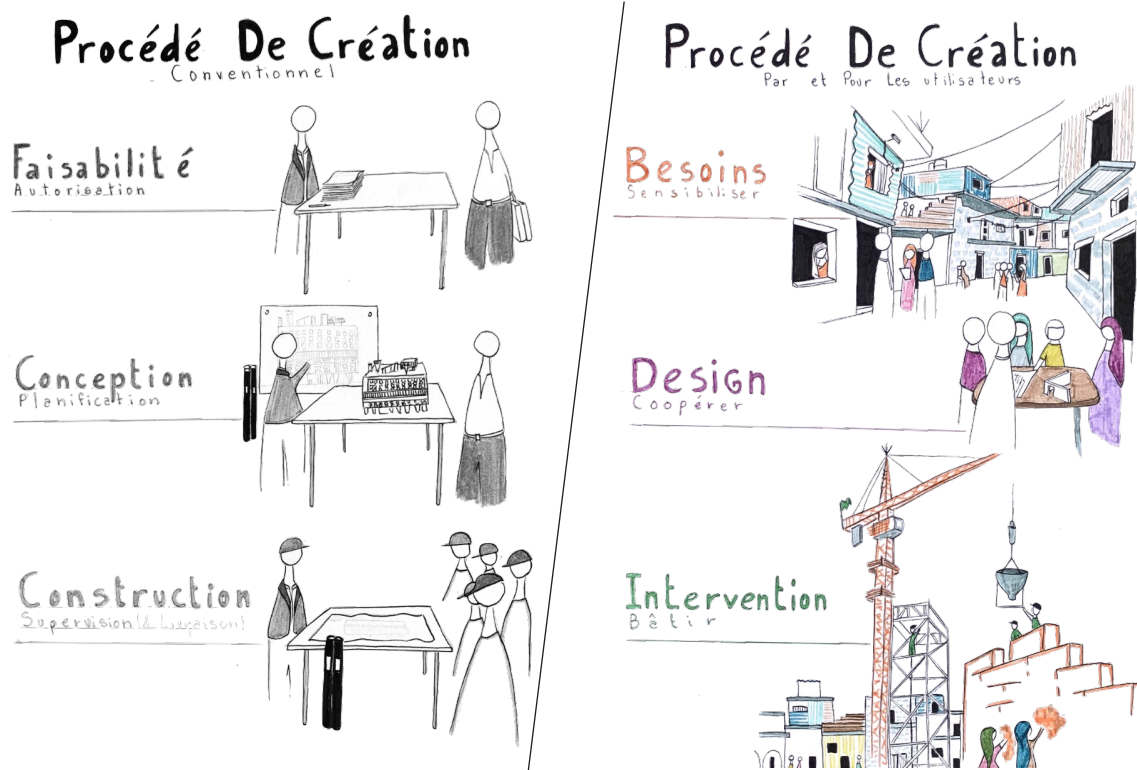 Procédé De Création
Conventionnel
Faisabilité
Autorisation
Conception
Planification
Construction
Supervision (& Livraison)
Procédé De Création
Par et Pour Les utilisateurs
Besoins
Sensibiliser
Design
Coopérer
Intervention
Bâtir